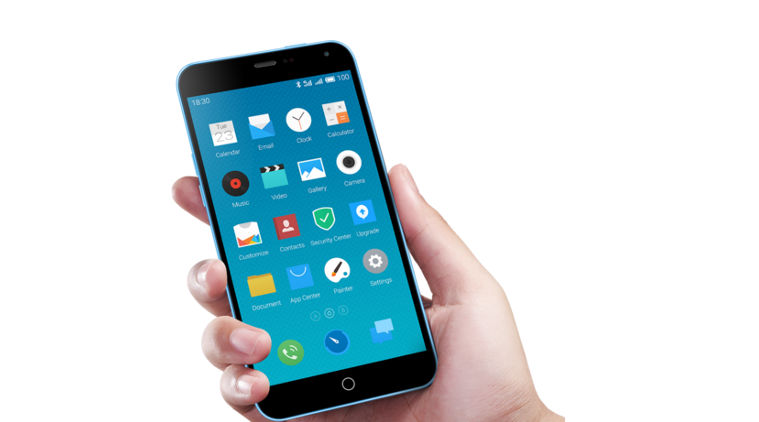 18:30 5G 100
Tue
23
Calendar Email Clock Calculator
Music Video Gallery Camera
Customize Contacts Security Center Upgrade
Document App Center Painter Settings